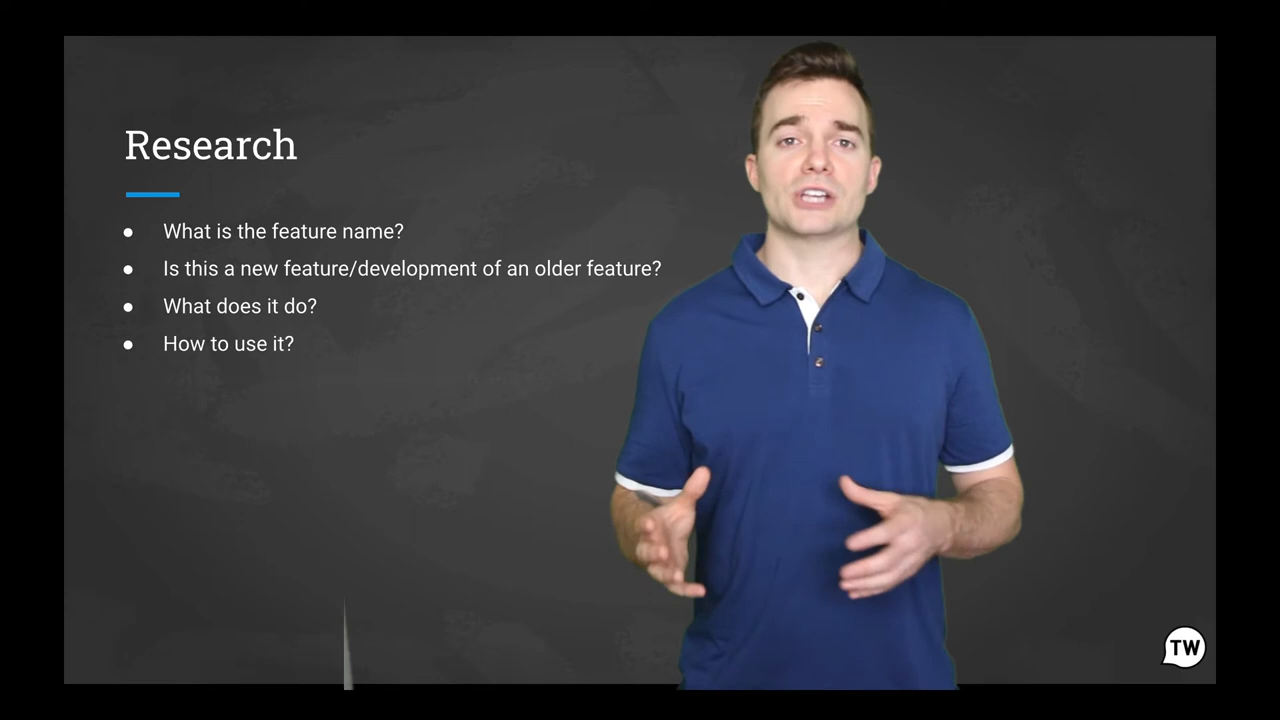 Research
● What is the feature name?
● Is this a new feature/development of an older feature?
● What does it do?
● How to use it?
TW